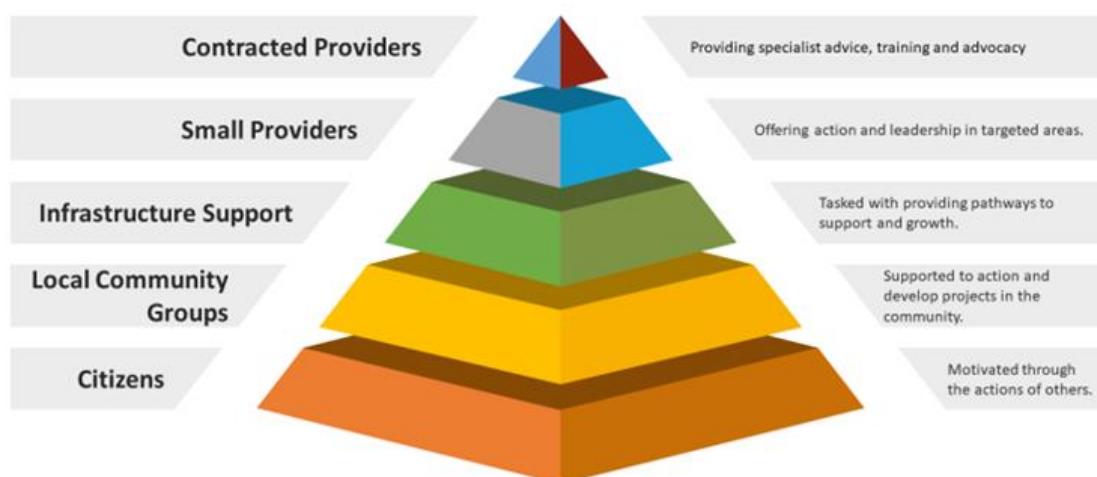 Contracted Providers
Providing specialist advice, training and advocacy
Small Providers
Offering action and leadership in targeted areas.
Infrastructure Support
Tasked with providing pathways to
support and growth.
Local Community
Groups
Supported to action and
develop projects in the
community.
Citizens
Motivated through
the actions of others.